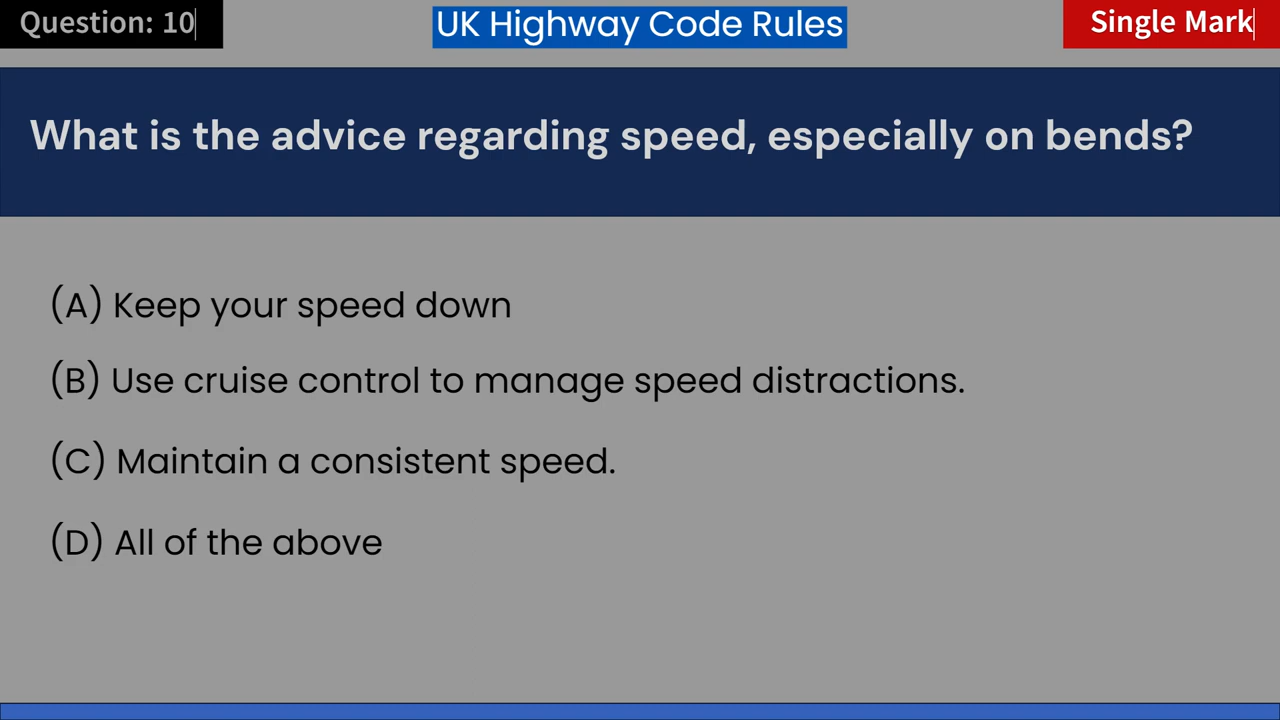 Question: 10
UK Highway Code Rules
Single Mark
What is the advice regarding speed, especially on bends?
(A) Keep your speed down
(B) Use cruise control to manage speed distractions.
(C) Maintain a consistent speed.
(D) All of the above